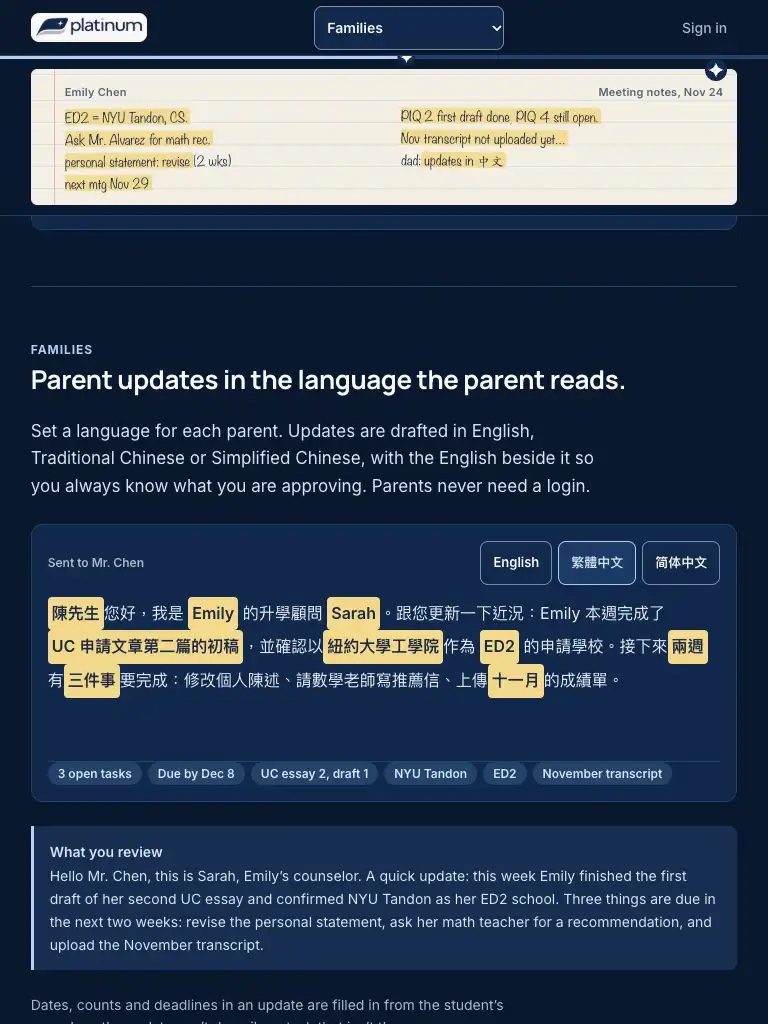 platinum
Families
Sign in
Emily Chen
Meeting notes, Nov 24
ED2 = NYU Tandon, CS.
Ask Mr. Alvarez for math rec.
personal statement: revise (2 wks)
next mtg Nov 29
PIQ 2 first draft done, PIQ 4 still open.
Nov transcript not uploaded yet...
dad: updates in 中文
FAMILIES
Parent updates in the language the parent reads.
Set a language for each parent. Updates are drafted in English,
Traditional Chinese or Simplified Chinese, with the English beside it so
you always know what you are approving. Parents never need a login.
Sent to Mr. Chen
English
繁體中文
简体中文
陳先生您好，我是 Emily 的升學顧問 Sarah。跟您更新一下近況：Emily 本週完成了
UC 申請文章第二篇的初稿，並確認以紐約大學工學院作為 ED2 的申請學校。接下來兩週
有三件事要完成：修改個人陳述、請數學老師寫推薦信、上傳十一月的成績單。
3 open tasks
Due by Dec 8
UC essay 2, draft 1
NYU Tandon
ED2
November transcript
What you review
Hello Mr. Chen, this is Sarah, Emily’s counselor. A quick update: this week Emily finished the first
draft of her second UC essay and confirmed NYU Tandon as her ED2 school. Three things are due in
the next two weeks: revise the personal statement, ask her math teacher for a recommendation, and
upload the November transcript.
Dates, counts and deadlines in an update are filled in from the student’s